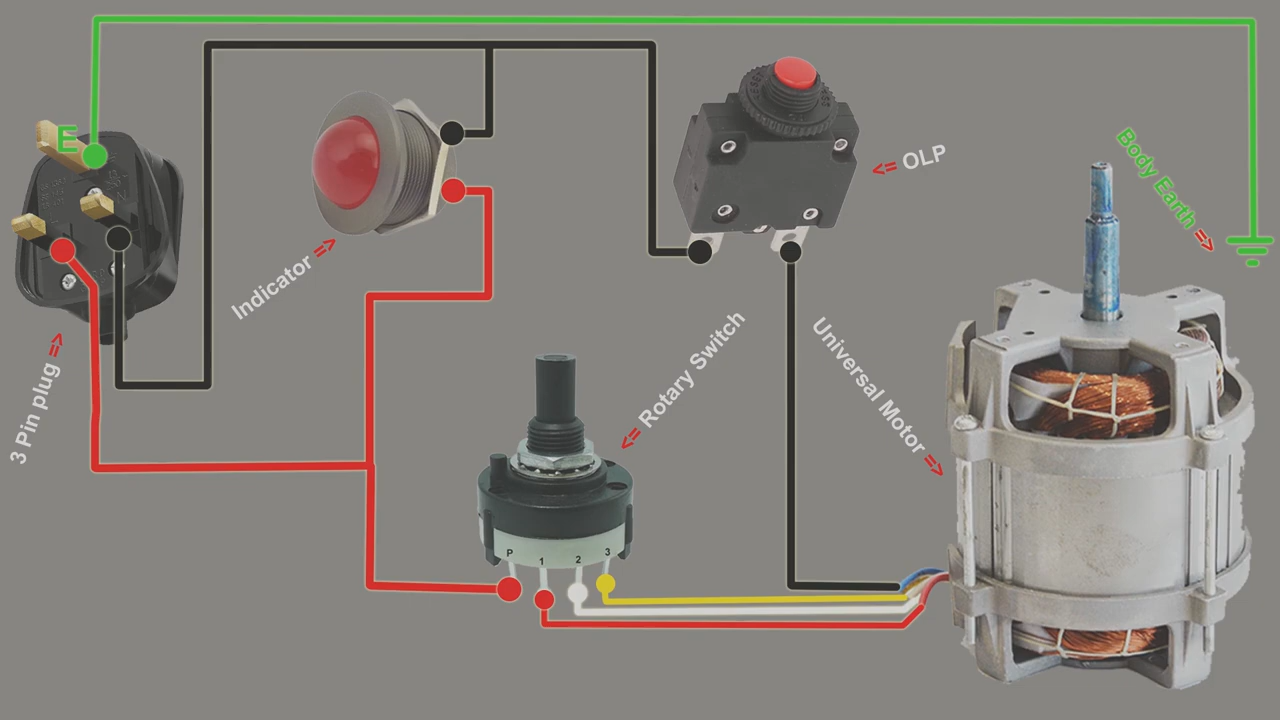 E
Body Earth =>
<= OLP
Indicator =>
3 Pin plug =>
<= Rotary Switch
Universal Motor =>
P
1
2
3